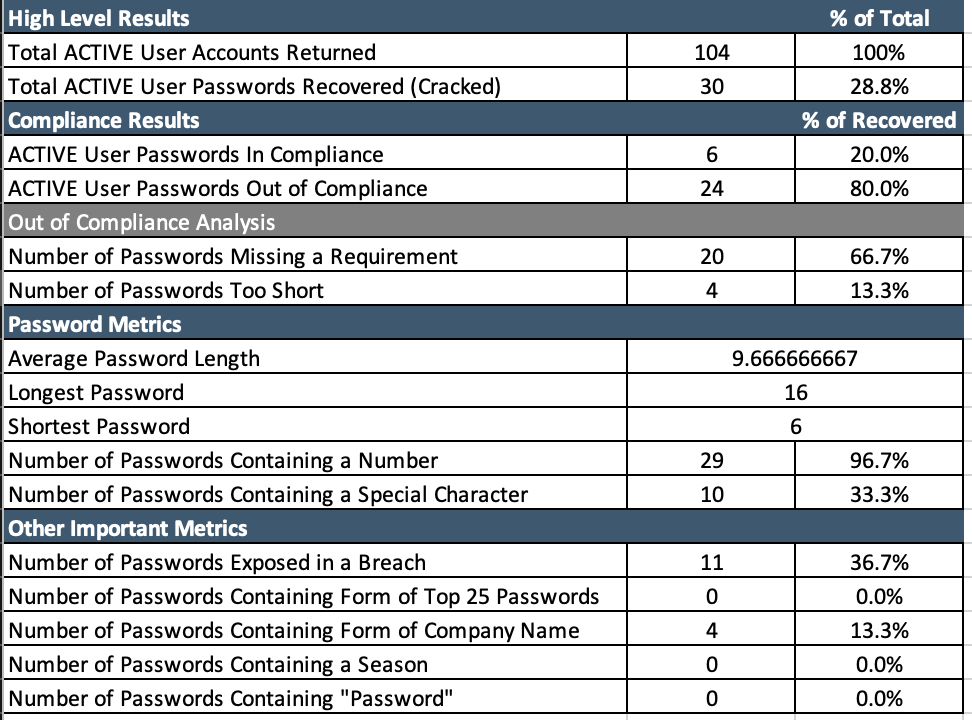 High Level Results % of Total
Total ACTIVE User Accounts Returned 104 100%
Total ACTIVE User Passwords Recovered (Cracked) 30 28.8%
Compliance Results % of Recovered
ACTIVE User Passwords In Compliance 6 20.0%
ACTIVE User Passwords Out of Compliance 24 80.0%
Out of Compliance Analysis
Number of Passwords Missing a Requirement 20 66.7%
Number of Passwords Too Short 4 13.3%
Password Metrics
Average Password Length 9.666666667
Longest Password 16
Shortest Password 6
Number of Passwords Containing a Number 29 96.7%
Number of Passwords Containing a Special Character 10 33.3%
Other Important Metrics
Number of Passwords Exposed in a Breach 11 36.7%
Number of Passwords Containing Form of Top 25 Passwords 0 0.0%
Number of Passwords Containing Form of Company Name 4 13.3%
Number of Passwords Containing a Season 0 0.0%
Number of Passwords Containing "Password" 0 0.0%